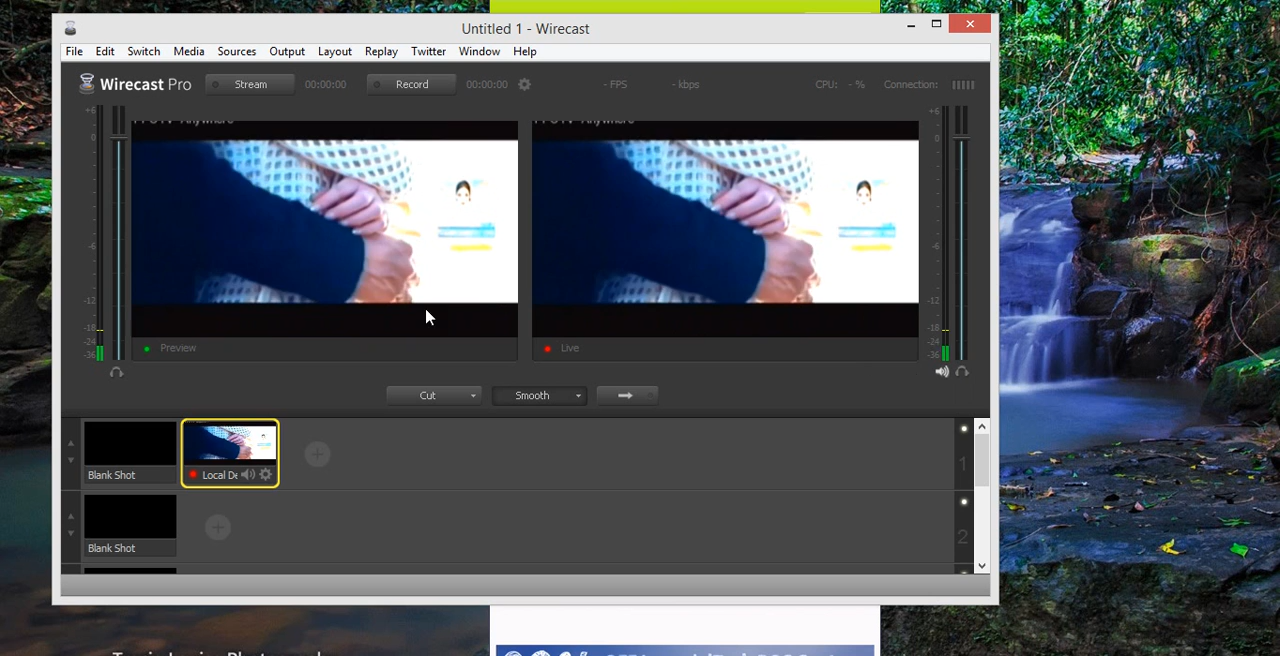 Untitled 1 - Wirecast
File Edit Switch Media Sources Output Layout Replay Twitter Window Help
Wirecast Pro Stream 00:00:00 Record 00:00:00 - FPS - kbps CPU: - % Connection:
+6 +6
0 0
-6 -6
-12 -12
-18 -18
-24 -24
-36 -36
Preview Live
Cut Smooth
Blank Shot Local De
1
Blank Shot
2